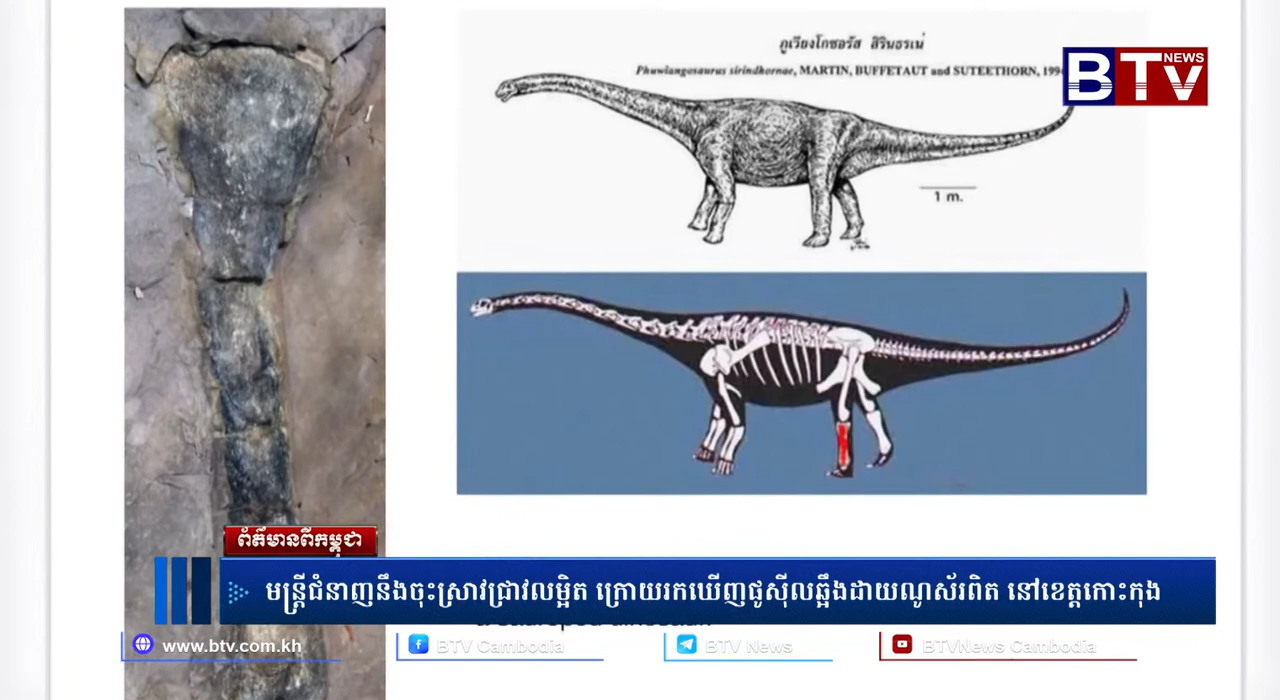 ภูเวียงโกซอรัส สิรินธรเน่
Phuwiangosaurus sirindhornae, MARTIN, BUFFETAUT and SUTEETHORN, 199
BTV NEWS
1 m.
ព័ត៌មានពីកម្ពុជា
មន្ត្រីជំនាញនឹងចុះស្រាវជ្រាវលម្អិត ក្រោយរកឃើញផូស៊ីលឆ្អឹងដាយណូស័រពិត នៅខេត្តកោះកុង
www.btv.com.kh
BTV Cambodia
BTV News
BTVNews Cambodia